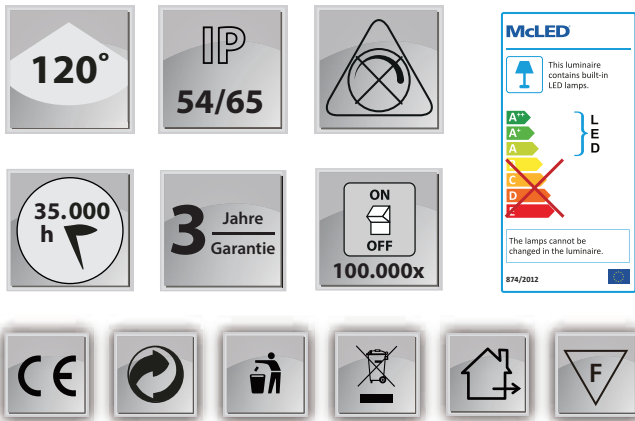 120°
IP
54/65
35.000
h
3
Jahre
Garantie
ON
OFF
100.000x
McLED
This luminaire
contains built-in
LED lamps.
A++
A+
A
C
D
L
E
D
The lamps cannot be
changed in the luminaire.
874/2012
CE
F